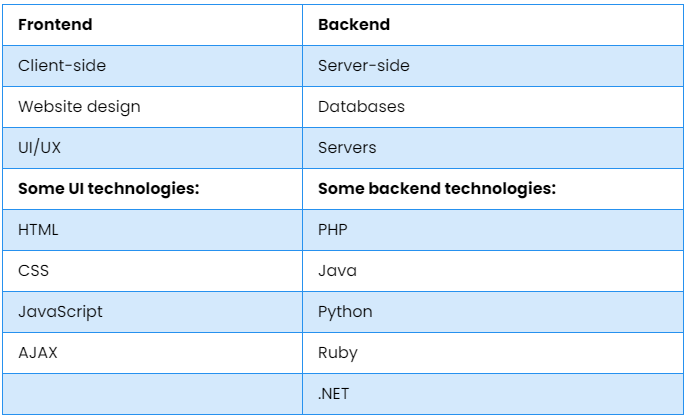 Frontend Backend
Client-side Server-side
Website design Databases
UI/UX Servers
Some UI technologies: Some backend technologies:
HTML PHP
CSS Java
JavaScript Python
AJAX Ruby
.NET